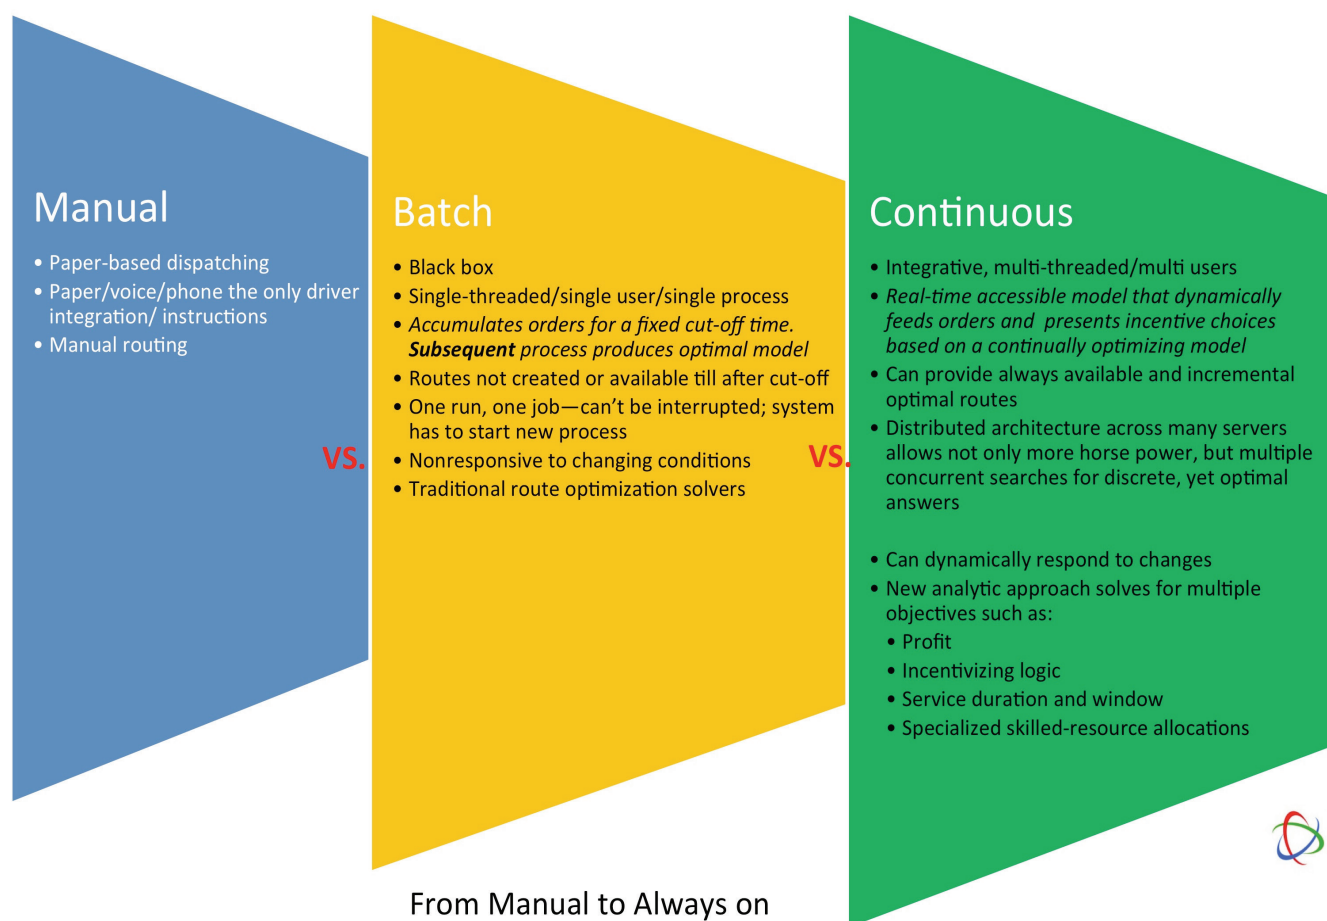 Manual
• Paper-based dispatching
• Paper/voice/phone the only driver
integration/ instructions
• Manual routing
VS.
Batch
• Black box
• Single-threaded/single user/single process
• Accumulates orders for a fixed cut-off time.
Subsequent process produces optimal model
• Routes not created or available till after cut-off
• One run, one job—can't be interrupted; system
has to start new process
• Nonresponsive to changing conditions
• Traditional route optimization solvers
VS.
Continuous
• Integrative, multi-threaded/multi users
• Real-time accessible model that dynamically
feeds orders and presents incentive choices
based on a continually optimizing model
• Can provide always available and incremental
optimal routes
• Distributed architecture across many servers
allows not only more horse power, but multiple
concurrent searches for discrete, yet optimal
answers
• Can dynamically respond to changes
• New analytic approach solves for multiple
objectives such as:
• Profit
• Incentivizing logic
• Service duration and window
• Specialized skilled-resource allocations
From Manual to Always on